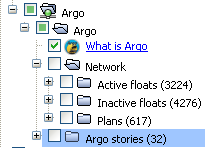 Argo
Argo
What is Argo
Network
Active floats (3224)
Inactive floats (4276)
Plans (617)
Argo stories (32)